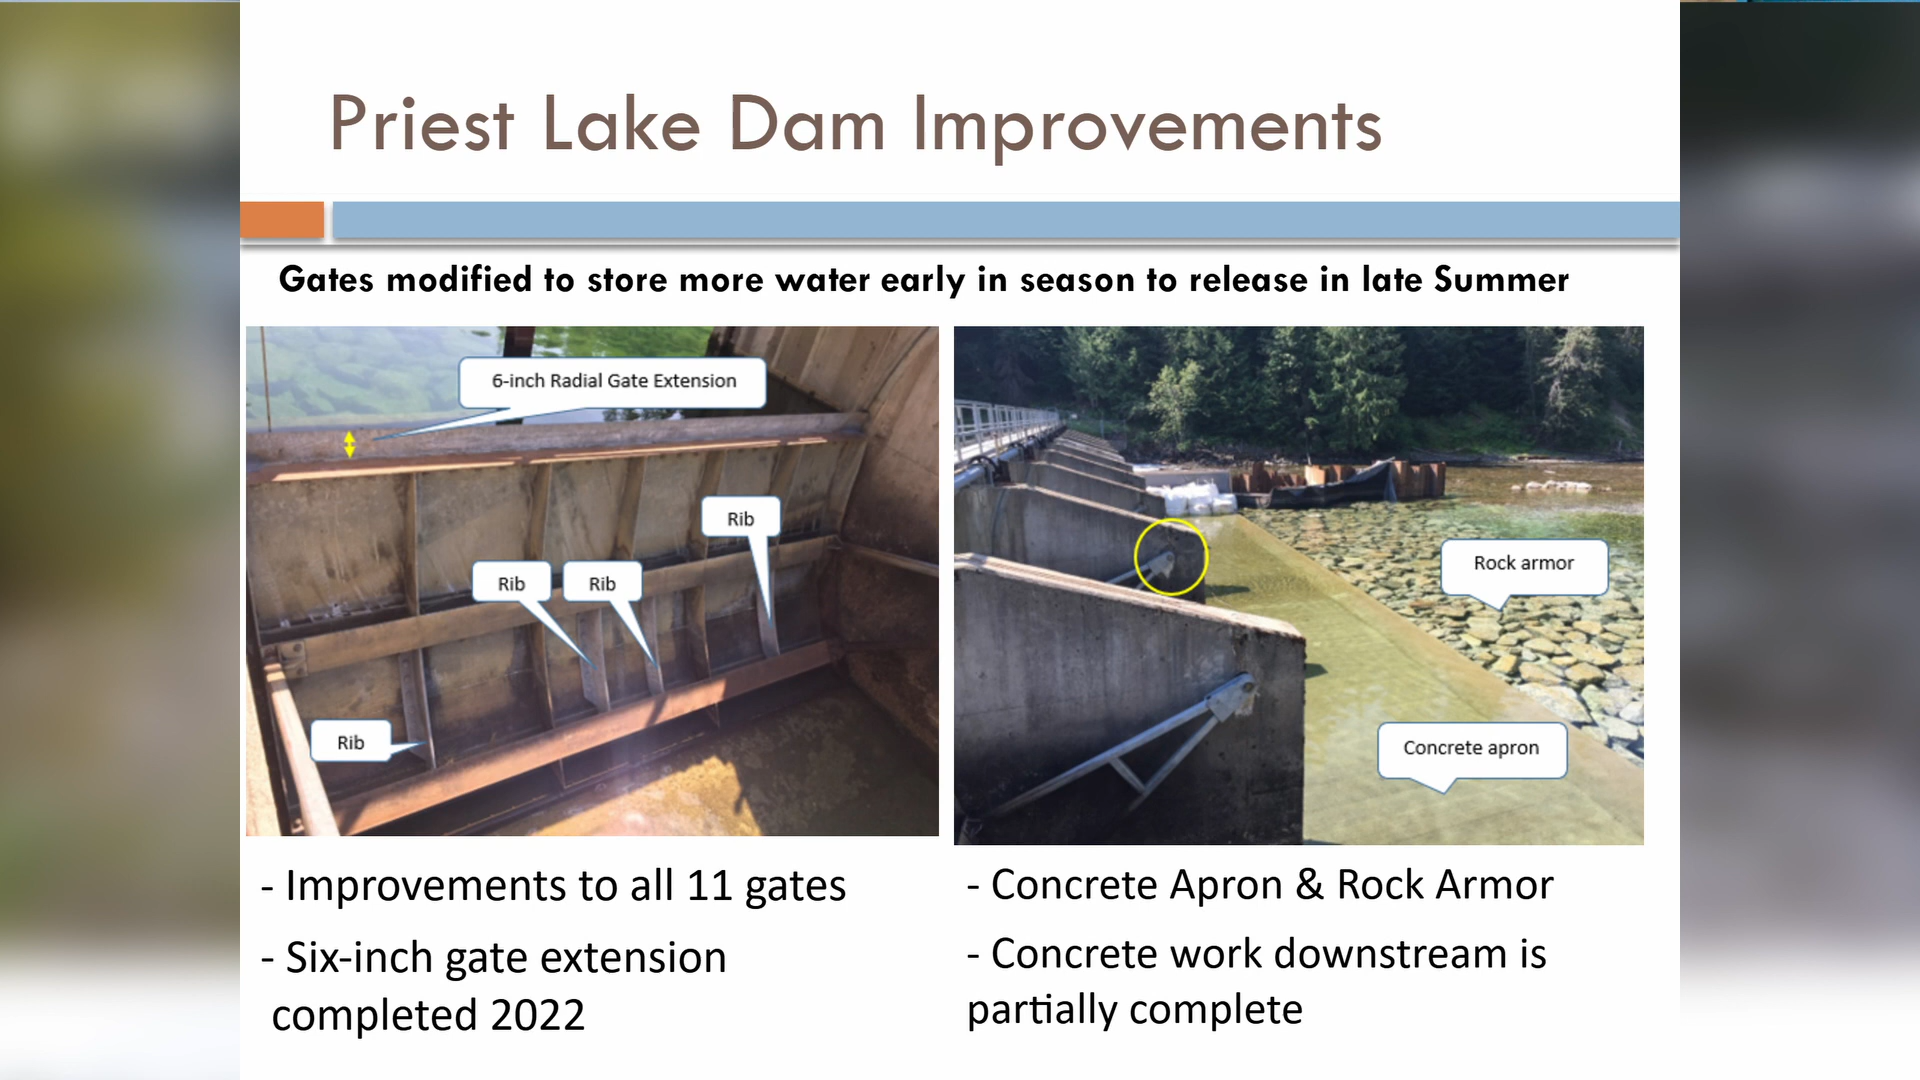 Priest Lake Dam Improvements
Gates modified to store more water early in season to release in late Summer
6-inch Radial Gate Extension
Rib
Rib
Rib
Rib
Rock armor
Concrete apron
- Improvements to all 11 gates
- Six-inch gate extension
completed 2022
- Concrete Apron & Rock Armor
- Concrete work downstream is
partially complete